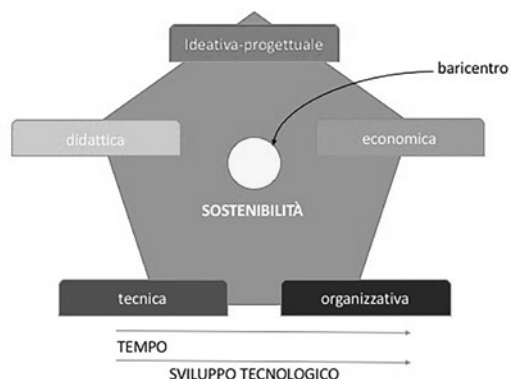 Ideativa-progettuale
baricentro
didattica
economica
SOSTENIBILITÀ
tecnica
organizzativa
TEMPO
SVILUPPO TECNOLOGICO